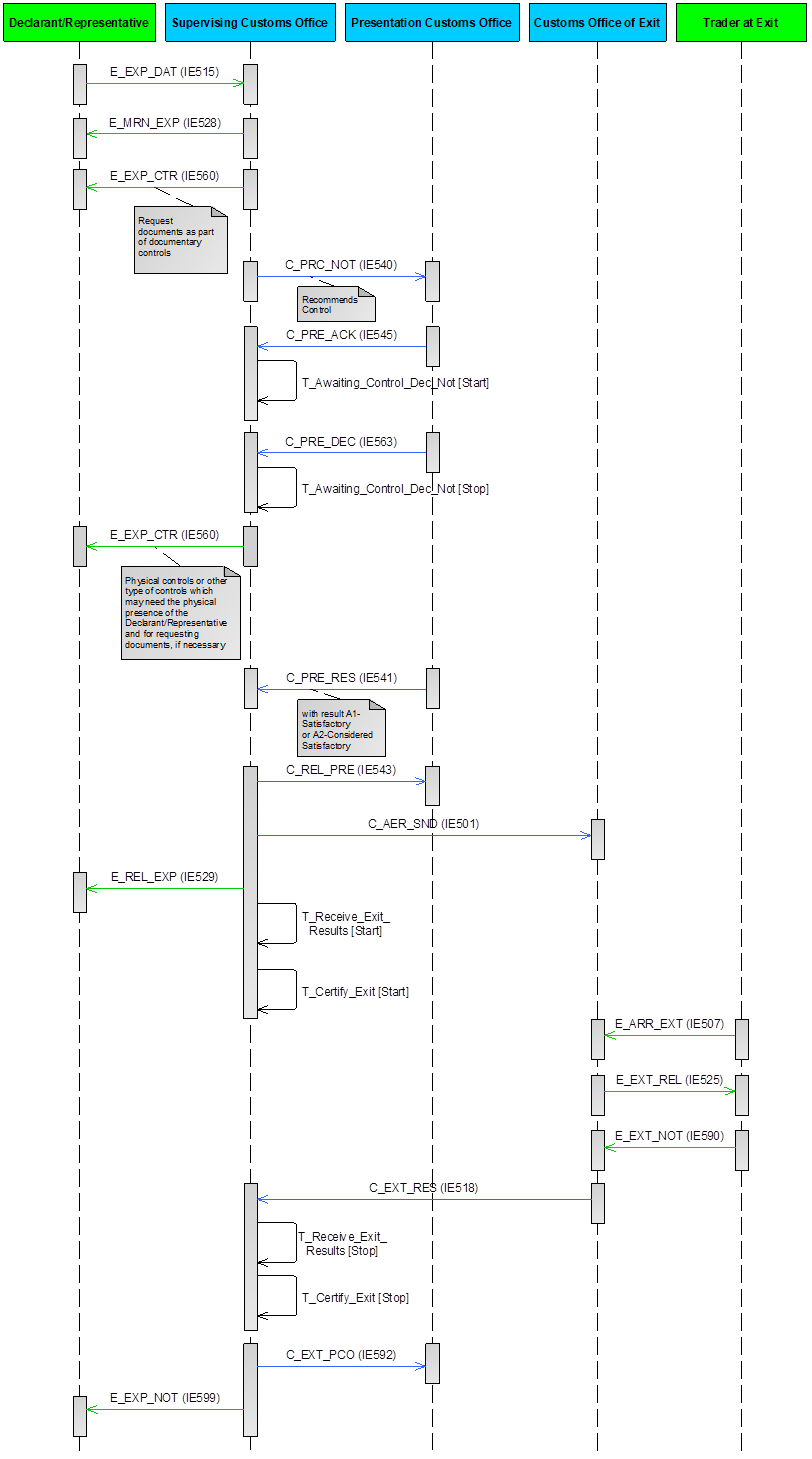 Declarant/Representative
Supervising Customs Office
Presentation Customs Office
Customs Office of Exit
Trader at Exit
E_EXP_DAT (IE515)
E_MRN_EXP (IE528)
E_EXP_CTR (IE560)
Request
documents as part
of documentary
controls
C_PRC_NOT (IE540)
Recommends
Control
C_PRE_ACK (IE545)
T_Awaiting_Control_Dec_Not [Start]
C_PRE_DEC (IE563)
T_Awaiting_Control_Dec_Not [Stop]
E_EXP_CTR (IE560)
Physical controls or other
type of controls which
may need the physical
presence of the
Declarant/Representative
and for requesting
documents, if necessary
C_PRE_RES (IE541)
with result A1-
Satisfactory
or A2-Considered
Satisfactory
C_REL_PRE (IE543)
C_AER_SND (IE501)
E_REL_EXP (IE529)
T_Receive_Exit_
Results [Start]
T_Certify_Exit [Start]
E_ARR_EXT (IE507)
E_EXT_REL (IE525)
E_EXT_NOT (IE590)
C_EXT_RES (IE518)
T_Receive_Exit_
Results [Stop]
T_Certify_Exit [Stop]
C_EXT_PCO (IE592)
E_EXP_NOT (IE599)